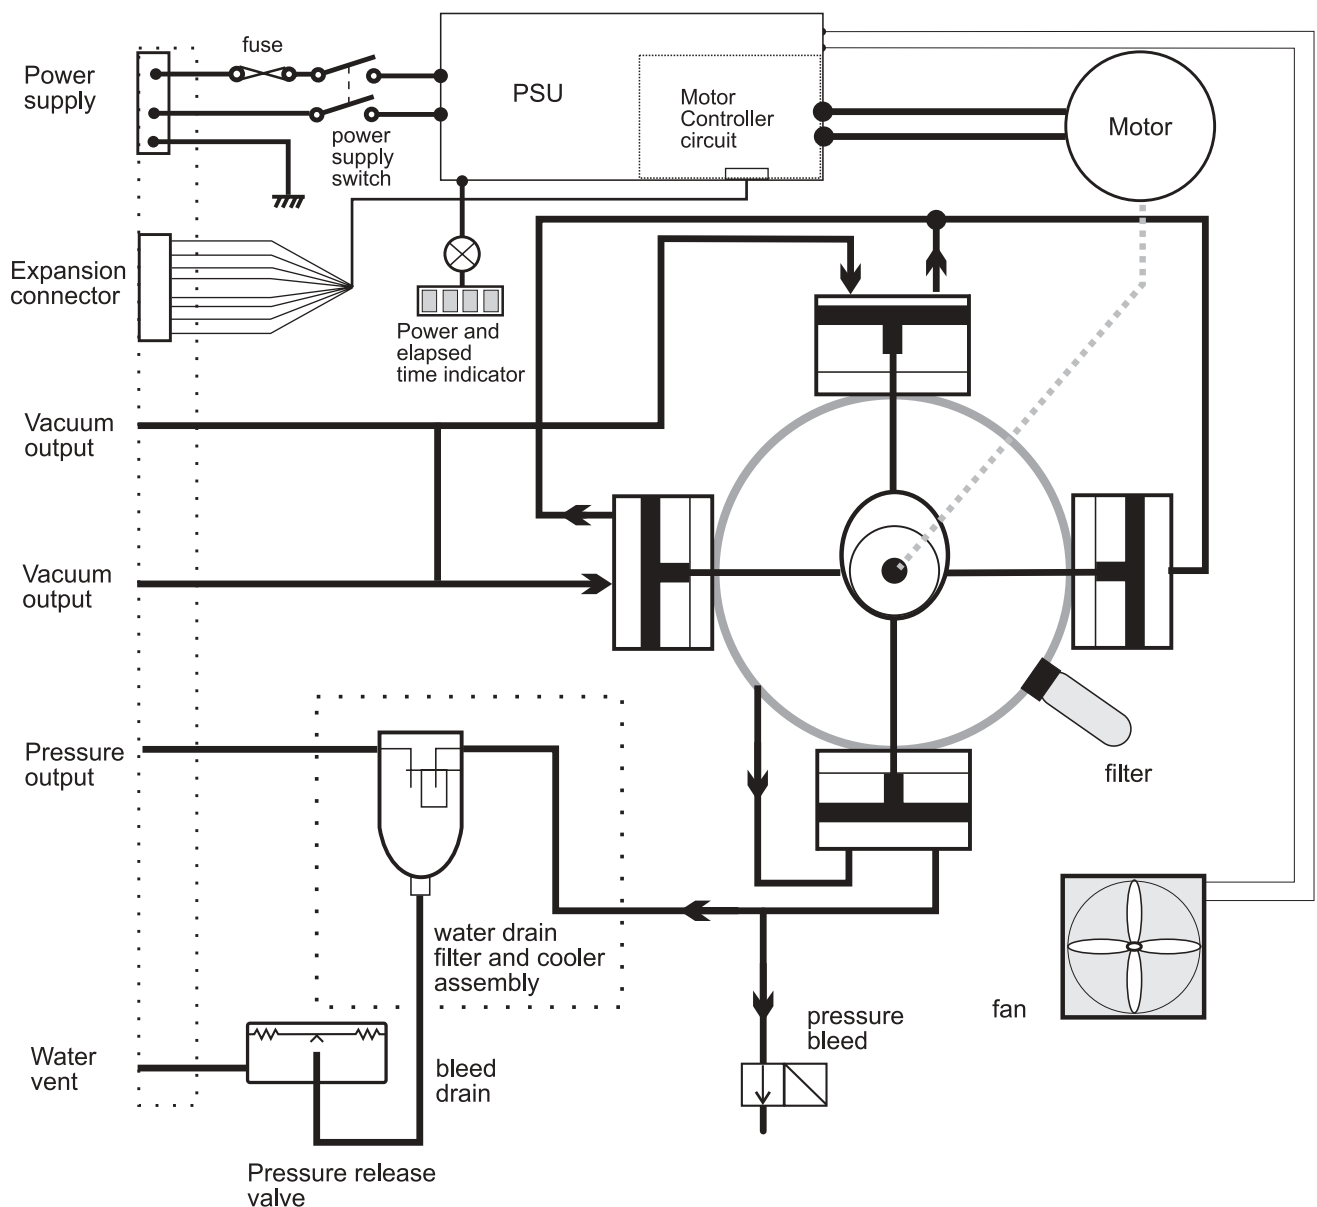 fuse
Power
supply
PSU
Motor
Controller
circuit
Motor
power
supply
switch
Expansion
connector
Power and
elapsed
time indicator
Vacuum
output
Vacuum
output
Pressure
output
filter
water drain
filter and cooler
assembly
fan
pressure
bleed
Water
vent
bleed
drain
Pressure release
valve